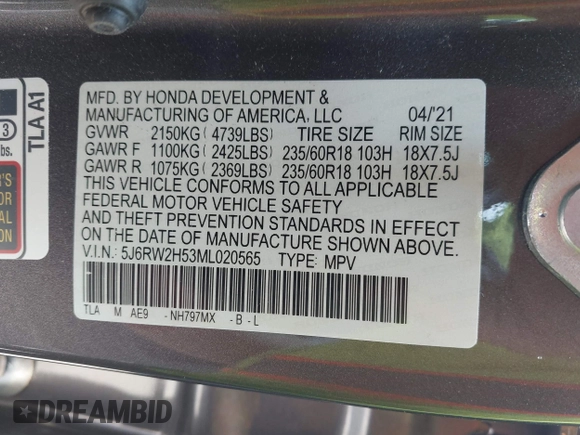 MFD. BY HONDA DEVELOPMENT &
MANUFACTURING OF AMERICA, LLC 04/'21
GVWR 2150KG ( 4739LBS) TIRE SIZE RIM SIZE
GAWR F 1100KG ( 2425LBS) 235/60R18 103H 18X7.5J
GAWR R 1075KG ( 2369LBS) 235/60R18 103H 18X7.5J
THIS VEHICLE CONFORMS TO ALL APPLICABLE
FEDERAL MOTOR VEHICLE SAFETY
AND THEFT PREVENTION STANDARDS IN EFFECT
ON THE DATE OF MANUFACTURE SHOWN ABOVE.
V.I.N.: 5J6RW2H53ML020565 TYPE: MPV
TLA M AE9 -NH797MX -B-L
TLA A1
3
lbs.
DREAMBID